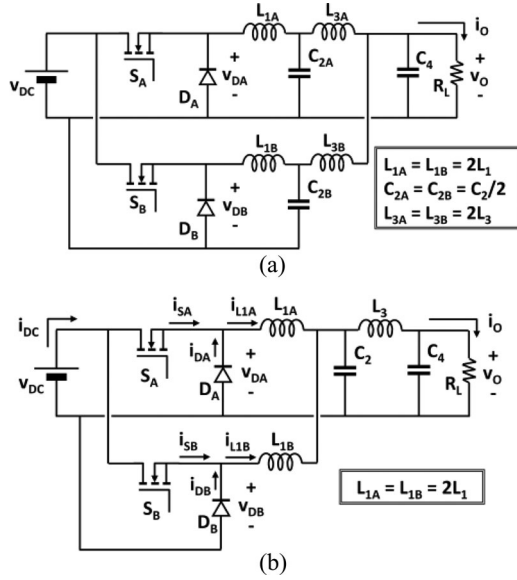 L1A L3A iO
vDC SA DA + vDA - C2A C4 RL + vO -
L1B L3B
SB DB + vDB - C2B
L1A = L1B = 2L1
C2A = C2B = C2/2
L3A = L3B = 2L3
(a)
iDC iSA iL1A L1A L3 iO
vDC SA iDA DA + vDA - C2 C4 RL + vO -
iSB iL1B L1B
SB iDB DB + vDB -
L1A = L1B = 2L1
(b)